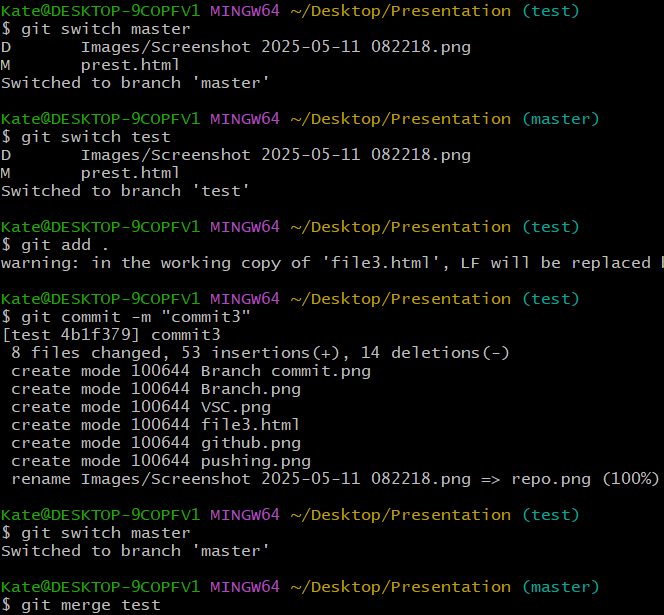 Kate@DESKTOP-9COPFV1 MINGW64 ~/Desktop/Presentation (test)
$ git switch master
D       Images/Screenshot 2025-05-11 082218.png
M       prest.html
Switched to branch 'master'
Kate@DESKTOP-9COPFV1 MINGW64 ~/Desktop/Presentation (master)
$ git switch test
D       Images/Screenshot 2025-05-11 082218.png
M       prest.html
Switched to branch 'test'
Kate@DESKTOP-9COPFV1 MINGW64 ~/Desktop/Presentation (test)
$ git add .
warning: in the working copy of 'file3.html', LF will be replaced
Kate@DESKTOP-9COPFV1 MINGW64 ~/Desktop/Presentation (test)
$ git commit -m "commit3"
[test 4b1f379] commit3
 8 files changed, 53 insertions(+), 14 deletions(-)
 create mode 100644 Branch commit.png
 create mode 100644 Branch.png
 create mode 100644 VSC.png
 create mode 100644 file3.html
 create mode 100644 github.png
 create mode 100644 pushing.png
 rename Images/Screenshot 2025-05-11 082218.png => repo.png (100%)
Kate@DESKTOP-9COPFV1 MINGW64 ~/Desktop/Presentation (test)
$ git switch master
Switched to branch 'master'
Kate@DESKTOP-9COPFV1 MINGW64 ~/Desktop/Presentation (master)
$ git merge test